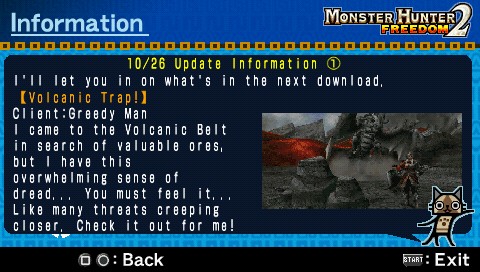 Information
MONSTER HUNTER
FREEDOM 2
10/26 Update Information ①
I'll let you in on what's in the next download.
【Volcanic Trap!】
Client:Greedy Man
I came to the Volcanic Belt
in search of valuable ores,
but I have this
overwhelming sense of
dread... You must feel it...
Like many threats creeping
closer. Check it out for me!
□○: Back
START: Exit